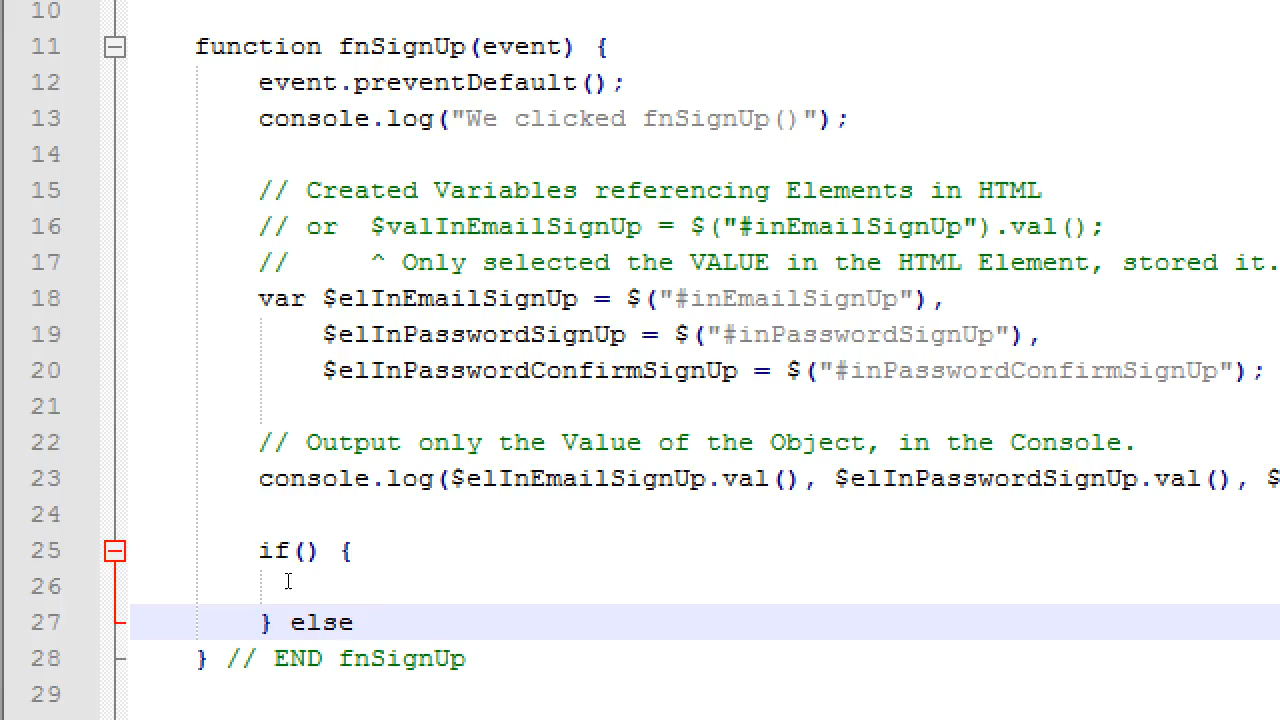 10
11 function fnSignUp(event) {
12 event.preventDefault();
13 console.log("We clicked fnSignUp()");
14
15 // Created Variables referencing Elements in HTML
16 // or  $valInEmailSignUp = $("#inEmailSignUp").val();
17 //     ^ Only selected the VALUE in the HTML Element, stored it.
18 var $elInEmailSignUp = $("#inEmailSignUp"),
19 $elInPasswordSignUp = $("#inPasswordSignUp"),
20 $elInPasswordConfirmSignUp = $("#inPasswordConfirmSignUp");
21
22 // Output only the Value of the Object, in the Console.
23 console.log($elInEmailSignUp.val(), $elInPasswordSignUp.val(), $
24
25 if() {
26
27 } else
28 } // END fnSignUp
29